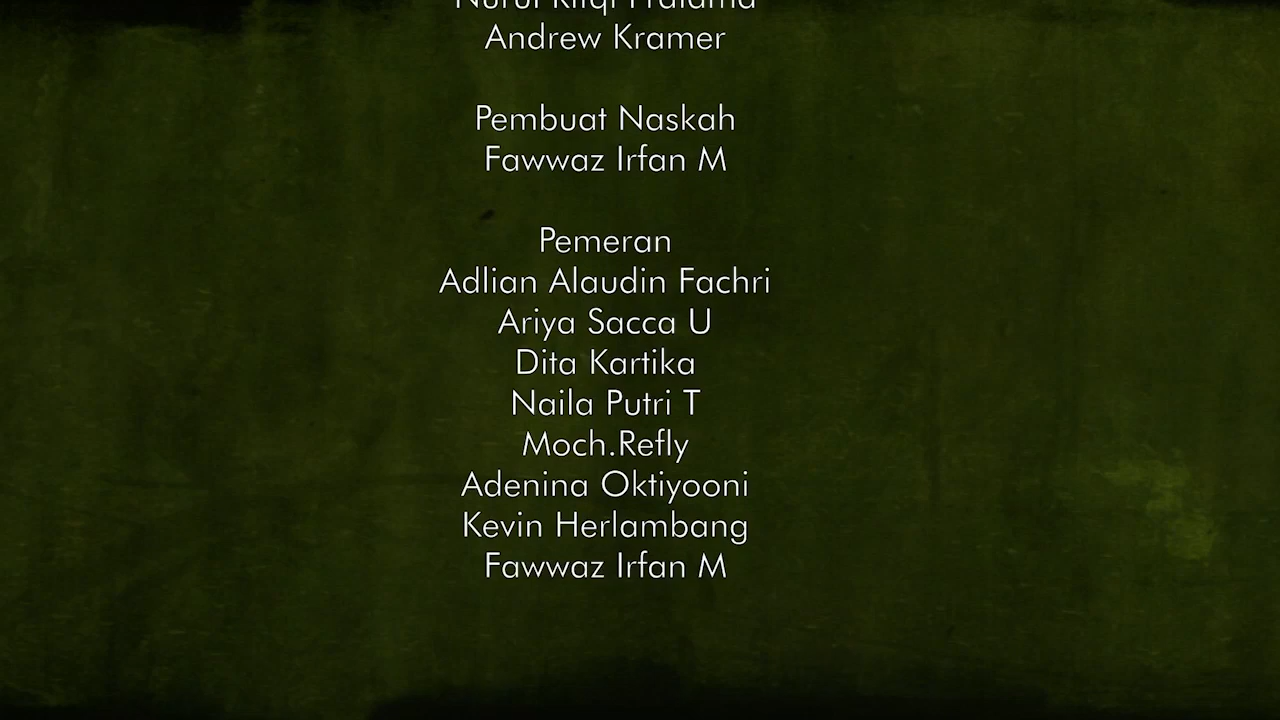 Andrew Kramer
Pembuat Naskah
Fawwaz Irfan M
Pemeran
Adlian Alaudin Fachri
Ariya Sacca U
Dita Kartika
Naila Putri T
Moch.Refly
Adenina Oktiyooni
Kevin Herlambang
Fawwaz Irfan M